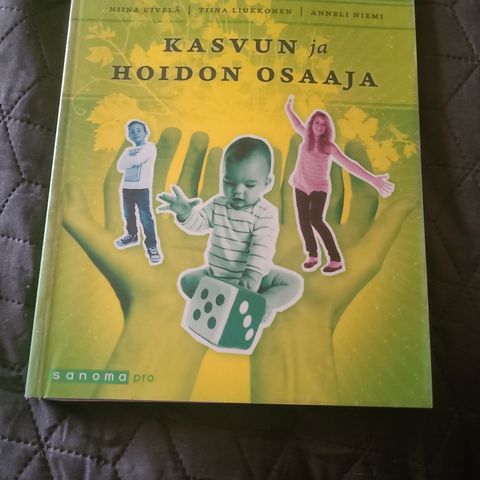 NIINA KIVELÄ | TIINA LIUKKONEN | ANNELI NIEMI
KASVUN ja
HOIDON OSAAJA
sanoma pro